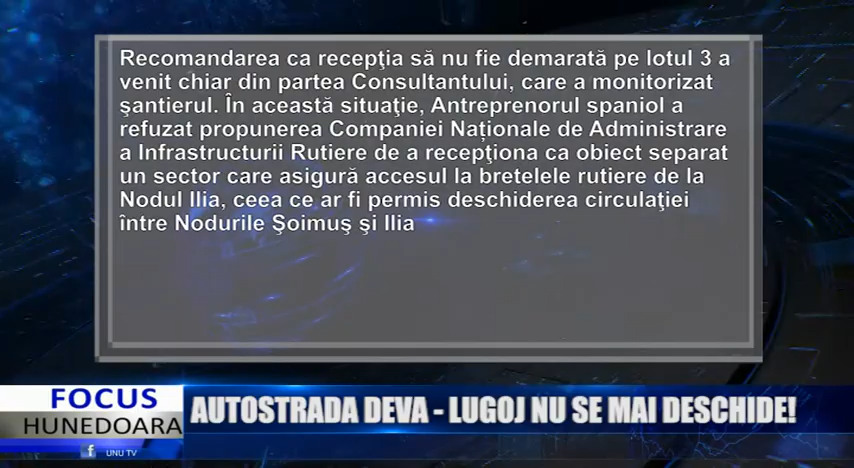 Recomandarea ca recepţia să nu fie demarată pe lotul 3 a
venit chiar din partea Consultantului, care a monitorizat
şantierul. În această situaţie, Antreprenorul spaniol a
refuzat propunerea Companiei Naționale de Administrare
a Infrastructurii Rutiere de a recepţiona ca obiect separat
un sector care asigură accesul la bretelele rutiere de la
Nodul Ilia, ceea ce ar fi permis deschiderea circulaţiei
între Nodurile Şoimuş şi Ilia
FOCUS
HUNEDOARA
f UNU TV
AUTOSTRADA DEVA - LUGOJ NU SE MAI DESCHIDE!